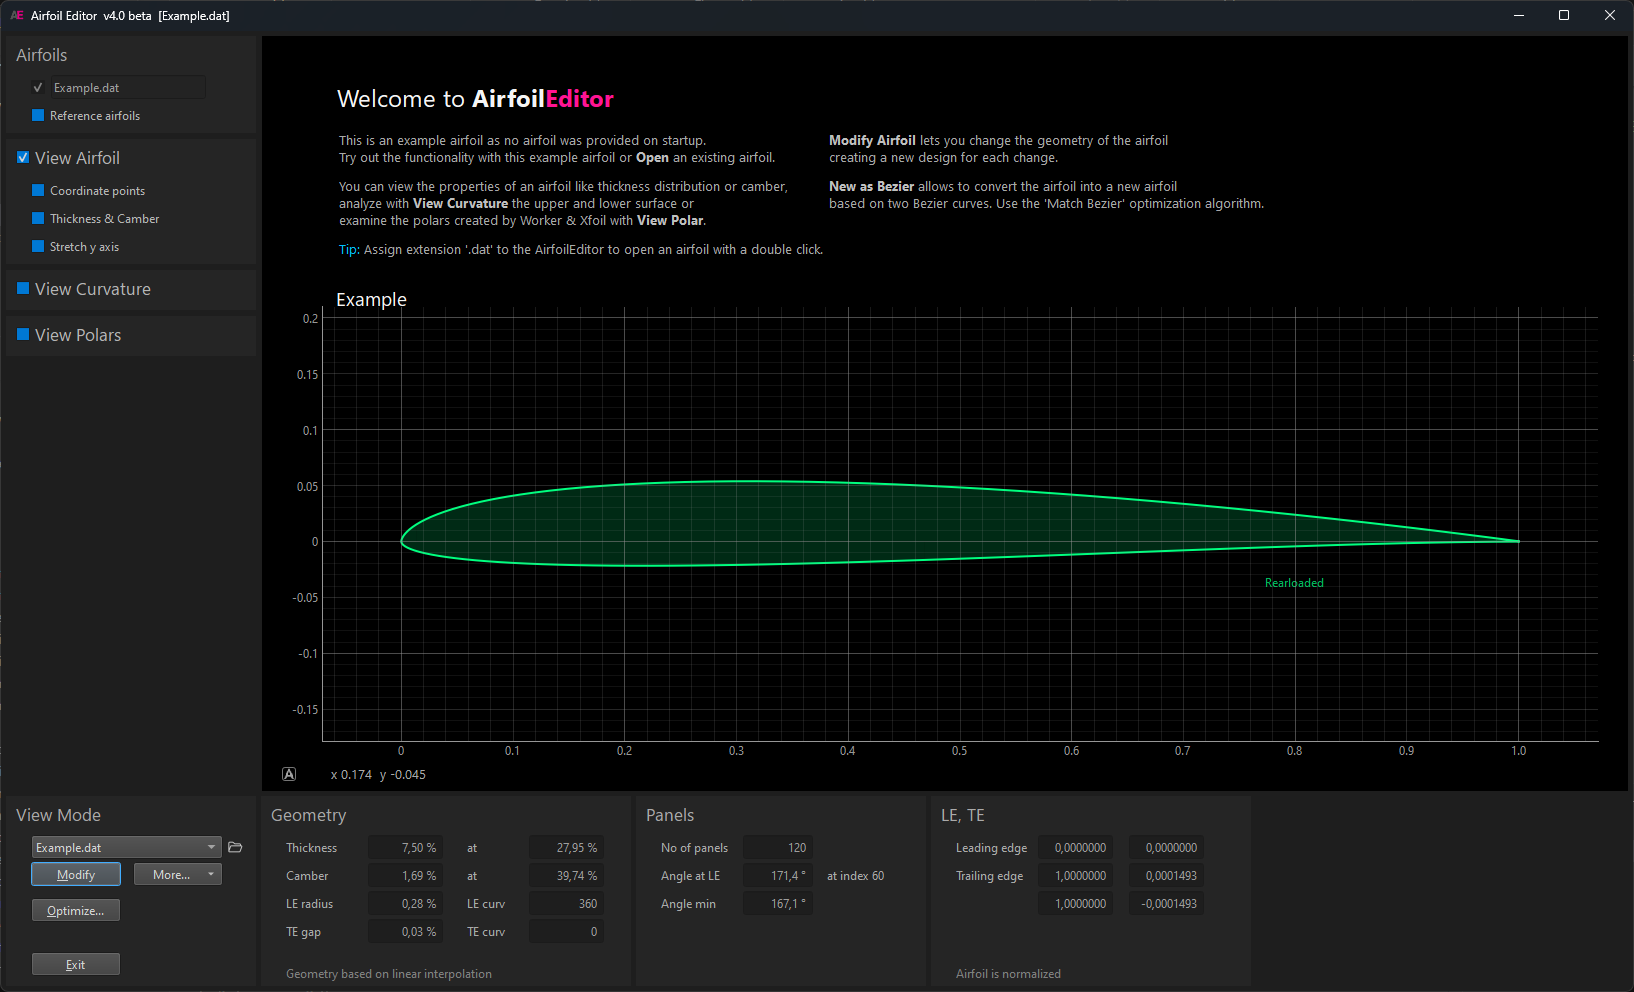 AE Airfoil Editor v4.0 beta [Example.dat]
Airfoils
Example.dat
Reference airfoils
View Airfoil
Coordinate points
Thickness & Camber
Stretch y axis
View Curvature
View Polars
Welcome to AirfoilEditor
This is an example airfoil as no airfoil was provided on startup.
Try out the functionality with this example airfoil or Open an existing airfoil.
You can view the properties of an airfoil like thickness distribution or camber,
analyze with View Curvature the upper and lower surface or
examine the polars created by Worker & Xfoil with View Polar.
Tip: Assign extension '.dat' to the AirfoilEditor to open an airfoil with a double click.
Modify Airfoil lets you change the geometry of the airfoil
creating a new design for each change.
New as Bezier allows to convert the airfoil into a new airfoil
based on two Bezier curves. Use the 'Match Bezier' optimization algorithm.
Example
0.2
0.15
0.1
0.05
0
-0.05
-0.1
-0.15
Rearloaded
0 0.1 0.2 0.3 0.4 0.5 0.6 0.7 0.8 0.9 1.0
A x 0.174 y -0.045
View Mode
Example.dat
Modify More...
Optimize...
Exit
Geometry
Thickness 7,50 % at 27,95 %
Camber 1,69 % at 39,74 %
LE radius 0,28 % LE curv 360
TE gap 0,03 % TE curv 0
Geometry based on linear interpolation
Panels
No of panels 120
Angle at LE 171,4 ° at index 60
Angle min 167,1 °
LE, TE
Leading edge 0,0000000 0,0000000
Trailing edge 1,0000000 0,0001493
1,0000000 -0,0001493
Airfoil is normalized